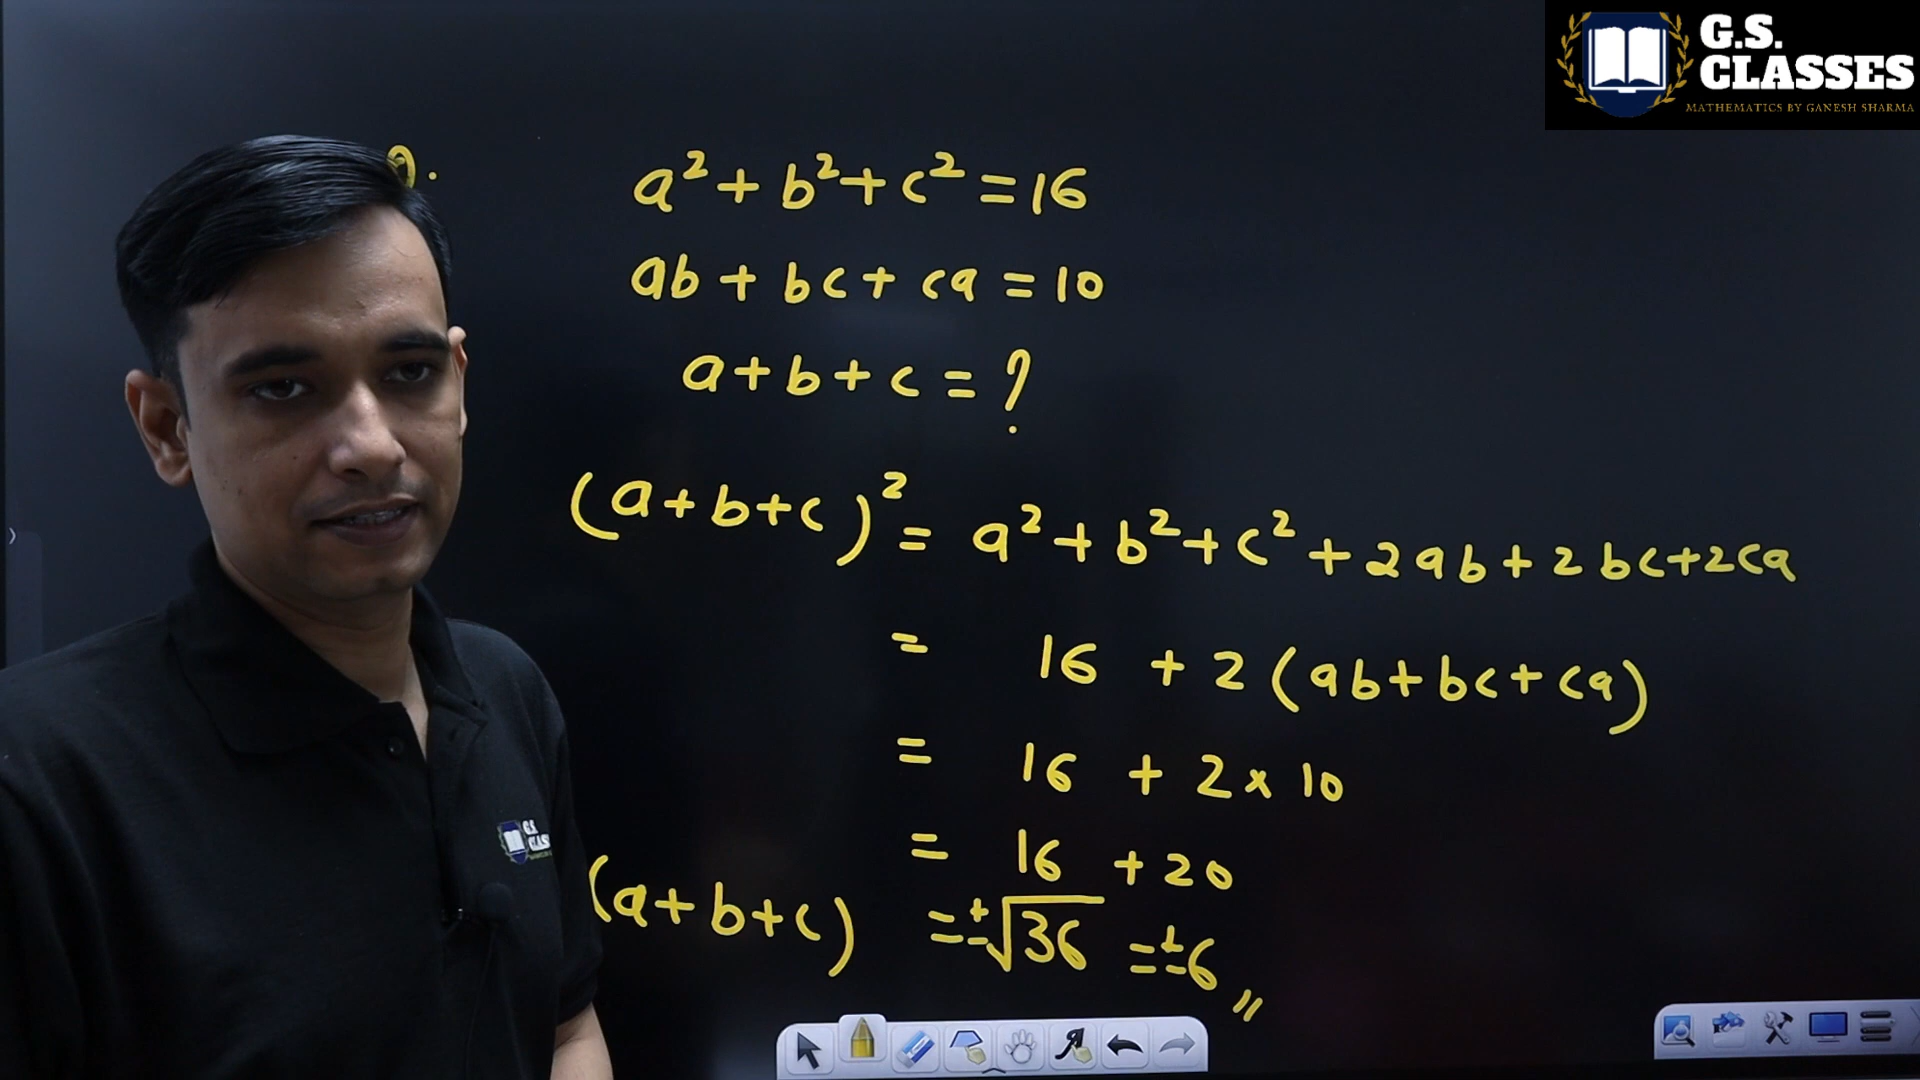 G.S.
CLASSES
MATHEMATICS BY GANESH SHARMA
a² + b² + c² = 16
ab + bc + ca = 10
a + b + c = ?
(a+b+c)² = a² + b² + c² + 2ab + 2bc + 2ca
= 16 + 2 (ab + bc + ca)
= 16 + 2 × 10
= 16 + 20
(a+b+c) = ±√36 = ±6 //
G.S.